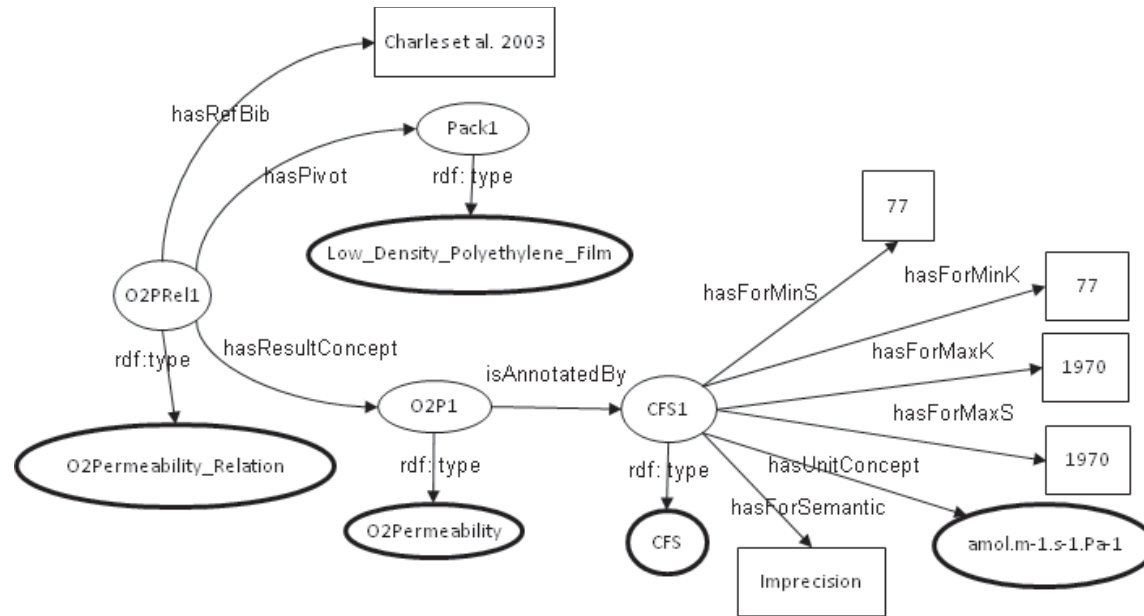 Charles et al. 2003
hasRefBib
Pack1
hasPivot
rdf: type
77
Low_Density_Polyethylene_Film
hasForMinS
hasForMinK
77
O2PRel1
hasForMaxK
1970
rdf:type
hasResultConcept
isAnnotatedBy
O2P1
CFS1
hasForMaxS
1970
O2Permeability_Relation
rdf: type
rdf: type
hasUnitConcept
hasForSemantic
O2Permeability
CFS
amol.m-1.s-1.Pa-1
Imprecision